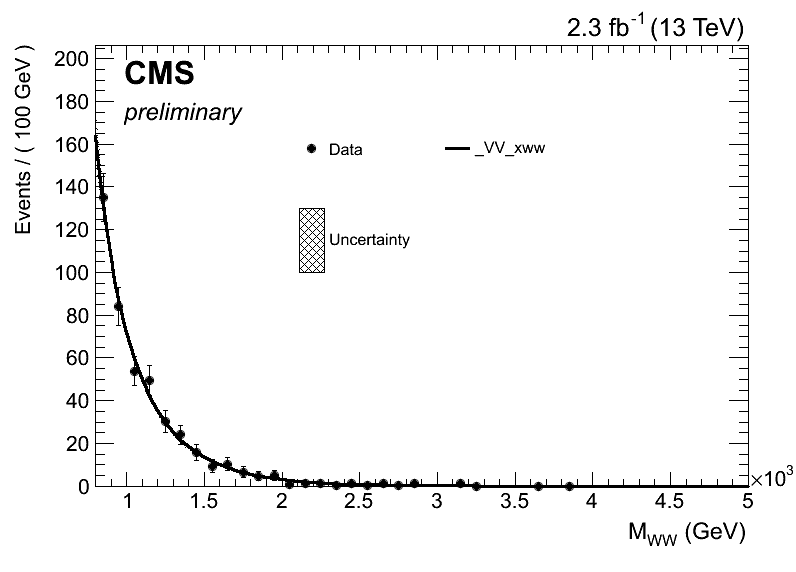 2.3 fb⁻¹ (13 TeV)
CMS
preliminary
Data
_VV_xww
Uncertainty
Events / ( 100 GeV )
200
180
160
140
120
100
80
60
40
20
0
1 1.5 2 2.5 3 3.5 4 4.5 5
×10³
M_WW (GeV)